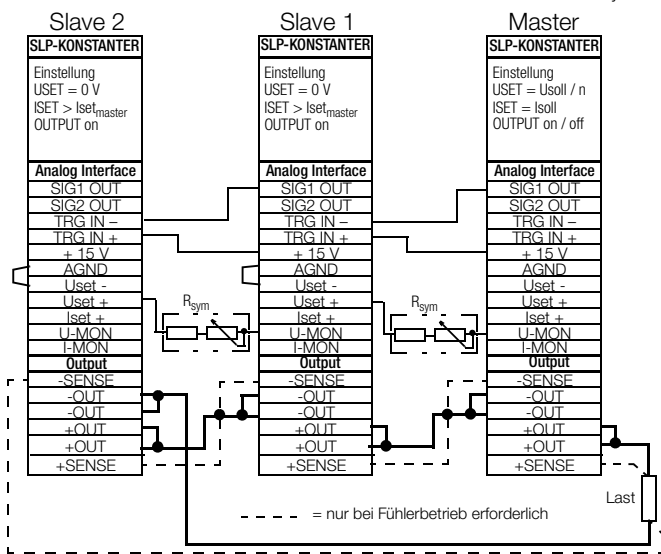 Slave 2
SLP-KONSTANTER
Einstellung
USET = 0 V
ISET > Isetmaster
OUTPUT on
Analog Interface
SIG1 OUT
SIG2 OUT
TRG IN –
TRG IN +
+ 15 V
AGND
Uset -
Uset +
Iset +
U-MON
I-MON
Output
-SENSE
-OUT
-OUT
+OUT
+OUT
+SENSE
Rsym
Slave 1
SLP-KONSTANTER
Einstellung
USET = 0 V
ISET > Isetmaster
OUTPUT on
Analog Interface
SIG1 OUT
SIG2 OUT
TRG IN –
TRG IN +
+ 15 V
AGND
Uset -
Uset +
Iset +
U-MON
I-MON
Output
-SENSE
-OUT
-OUT
+OUT
+OUT
+SENSE
Rsym
Master
SLP-KONSTANTER
Einstellung
USET = Usoll / n
ISET = Isoll
OUTPUT on / off
Analog Interface
SIG1 OUT
SIG2 OUT
TRG IN –
TRG IN +
+ 15 V
AGND
Uset -
Uset +
Iset +
U-MON
I-MON
Output
-SENSE
-OUT
-OUT
+OUT
+OUT
+SENSE
Last
= nur bei Fühlerbetrieb erforderlich